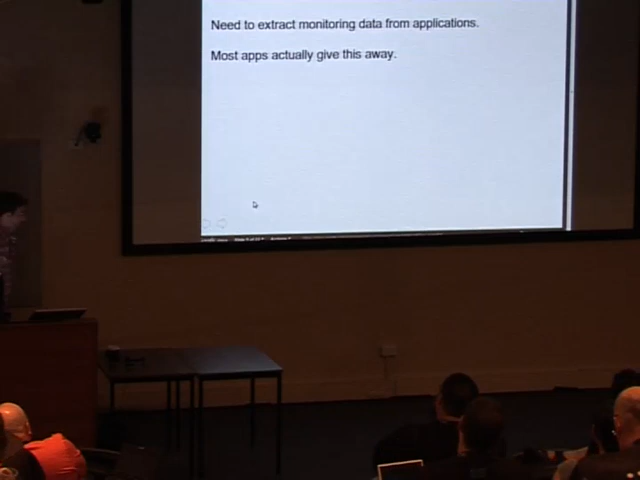 Need to extract monitoring data from applications.
Most apps actually give this away.